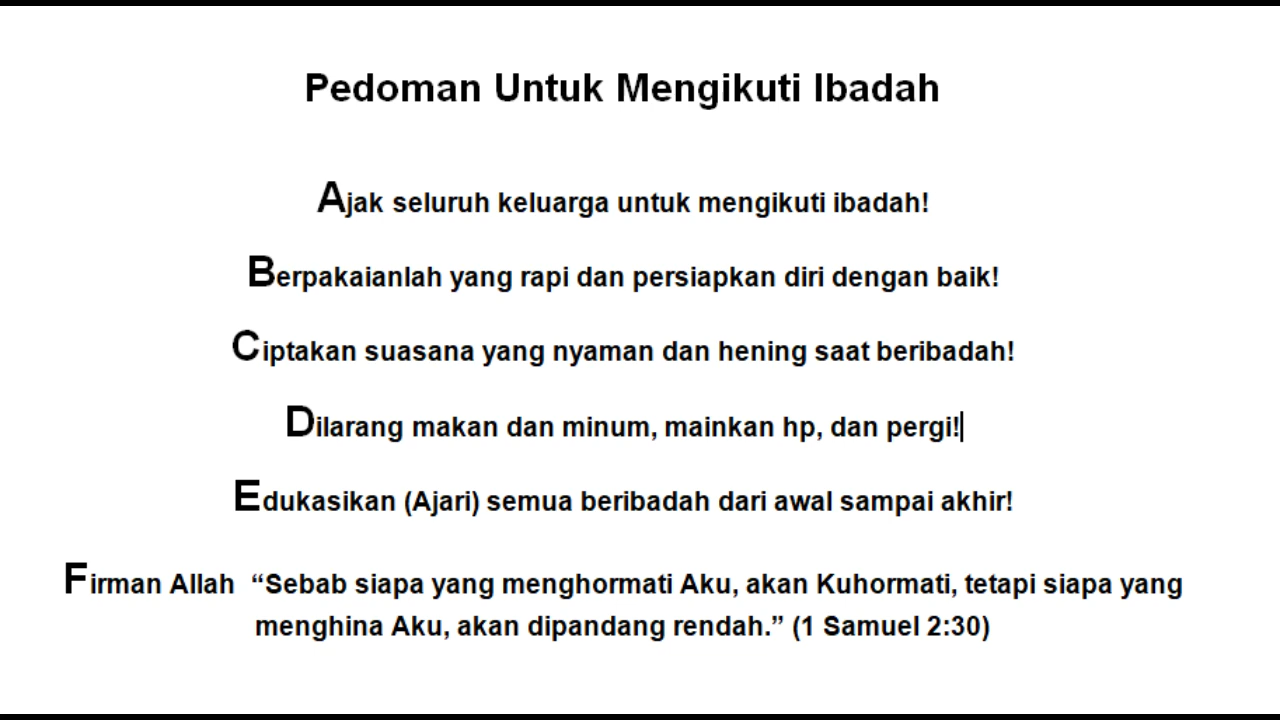 Pedoman Untuk Mengikuti Ibadah
Ajak seluruh keluarga untuk mengikuti ibadah!
Berpakaianlah yang rapi dan persiapkan diri dengan baik!
Ciptakan suasana yang nyaman dan hening saat beribadah!
Dilarang makan dan minum, mainkan hp, dan pergi!
Edukasikan (Ajari) semua beribadah dari awal sampai akhir!
Firman Allah “Sebab siapa yang menghormati Aku, akan Kuhormati, tetapi siapa yang
menghina Aku, akan dipandang rendah.” (1 Samuel 2:30)